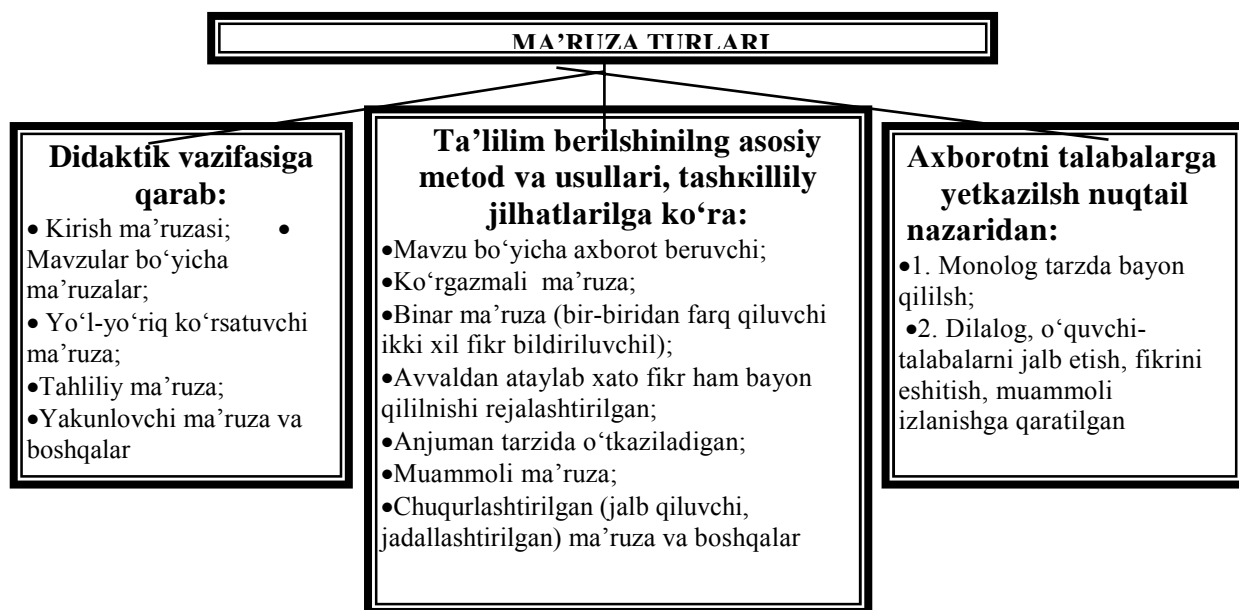 MA’RUZA TURLARI
Didaktik vazifasiga
qarab:
• Kirish ma’ruzasi; •
Mavzular bo‘yicha
ma’ruzalar;
• Yo‘l-yo‘riq ko‘rsatuvchi
ma’ruza;
•Tahliliy ma’ruza;
•Yakunlovchi ma’ruza va
boshqalar
Ta’lilim berilshinilng asosiy
metod va usullari, tashкillily
jilhatlarilga ko‘ra:
•Mavzu bo‘yicha axborot beruvchi;
•Ko‘rgazmali ma’ruza;
•Binar ma’ruza (bir-biridan farq qiluvchi
ikki xil fikr bildiriluvchil);
•Avvaldan ataylab xato fikr ham bayon
qililnishi rejalashtirilgan;
•Anjuman tarzida o‘tkaziladigan;
•Muammoli ma’ruza;
•Chuqurlashtirilgan (jalb qiluvchi,
jadallashtirilgan) ma’ruza va boshqalar
Axborotni talabalarga
yetkazilsh nuqtail
nazaridan:
•1. Monolog tarzda bayon
qililsh;
•2. Dilalog, o‘quvchi-
talabalarni jalb etish, fikrini
eshitish, muammoli
izlanishga qaratilgan